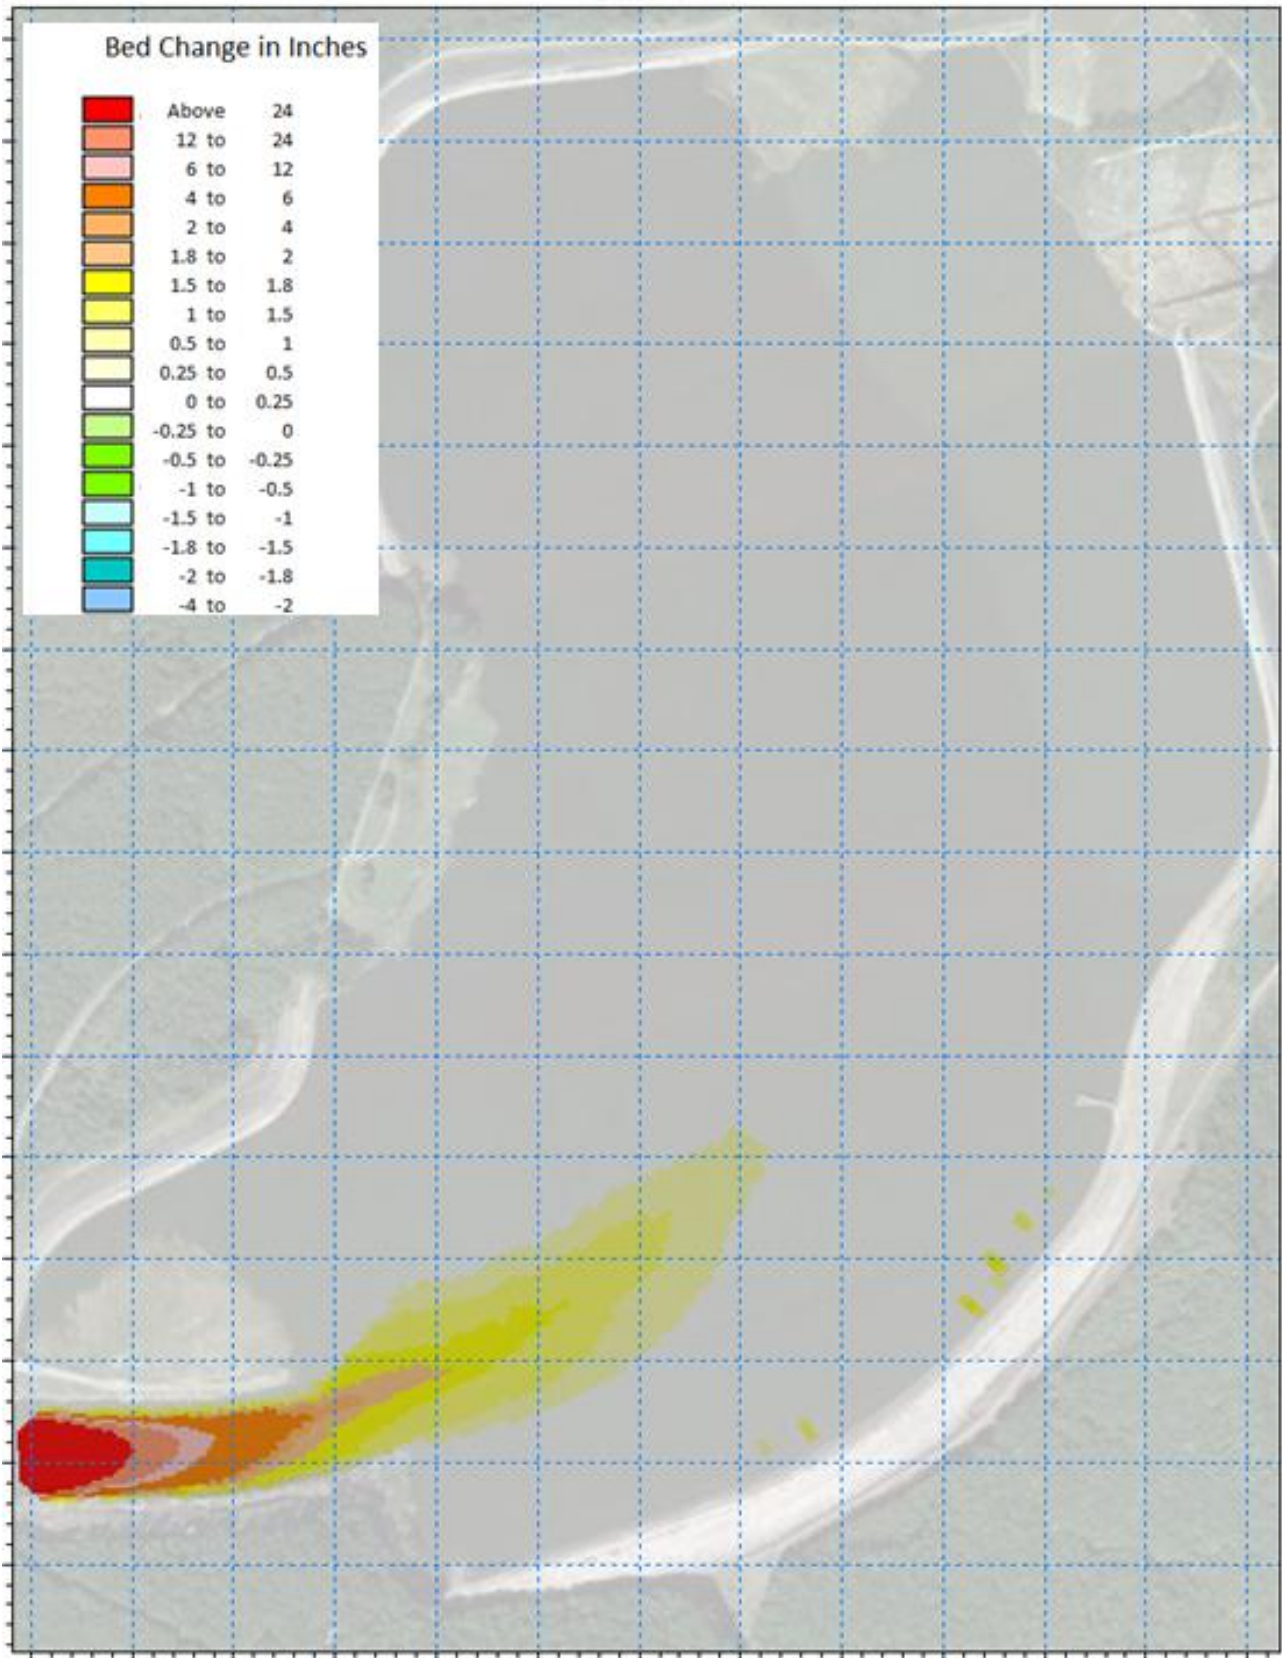 Bed Change in Inches
Above 24
12 to 24
6 to 12
4 to 6
2 to 4
1.8 to 2
1.5 to 1.8
1 to 1.5
0.5 to 1
0.25 to 0.5
0 to 0.25
-0.25 to 0
-0.5 to -0.25
-1 to -0.5
-1.5 to -1
-1.8 to -1.5
-2 to -1.8
-4 to -2